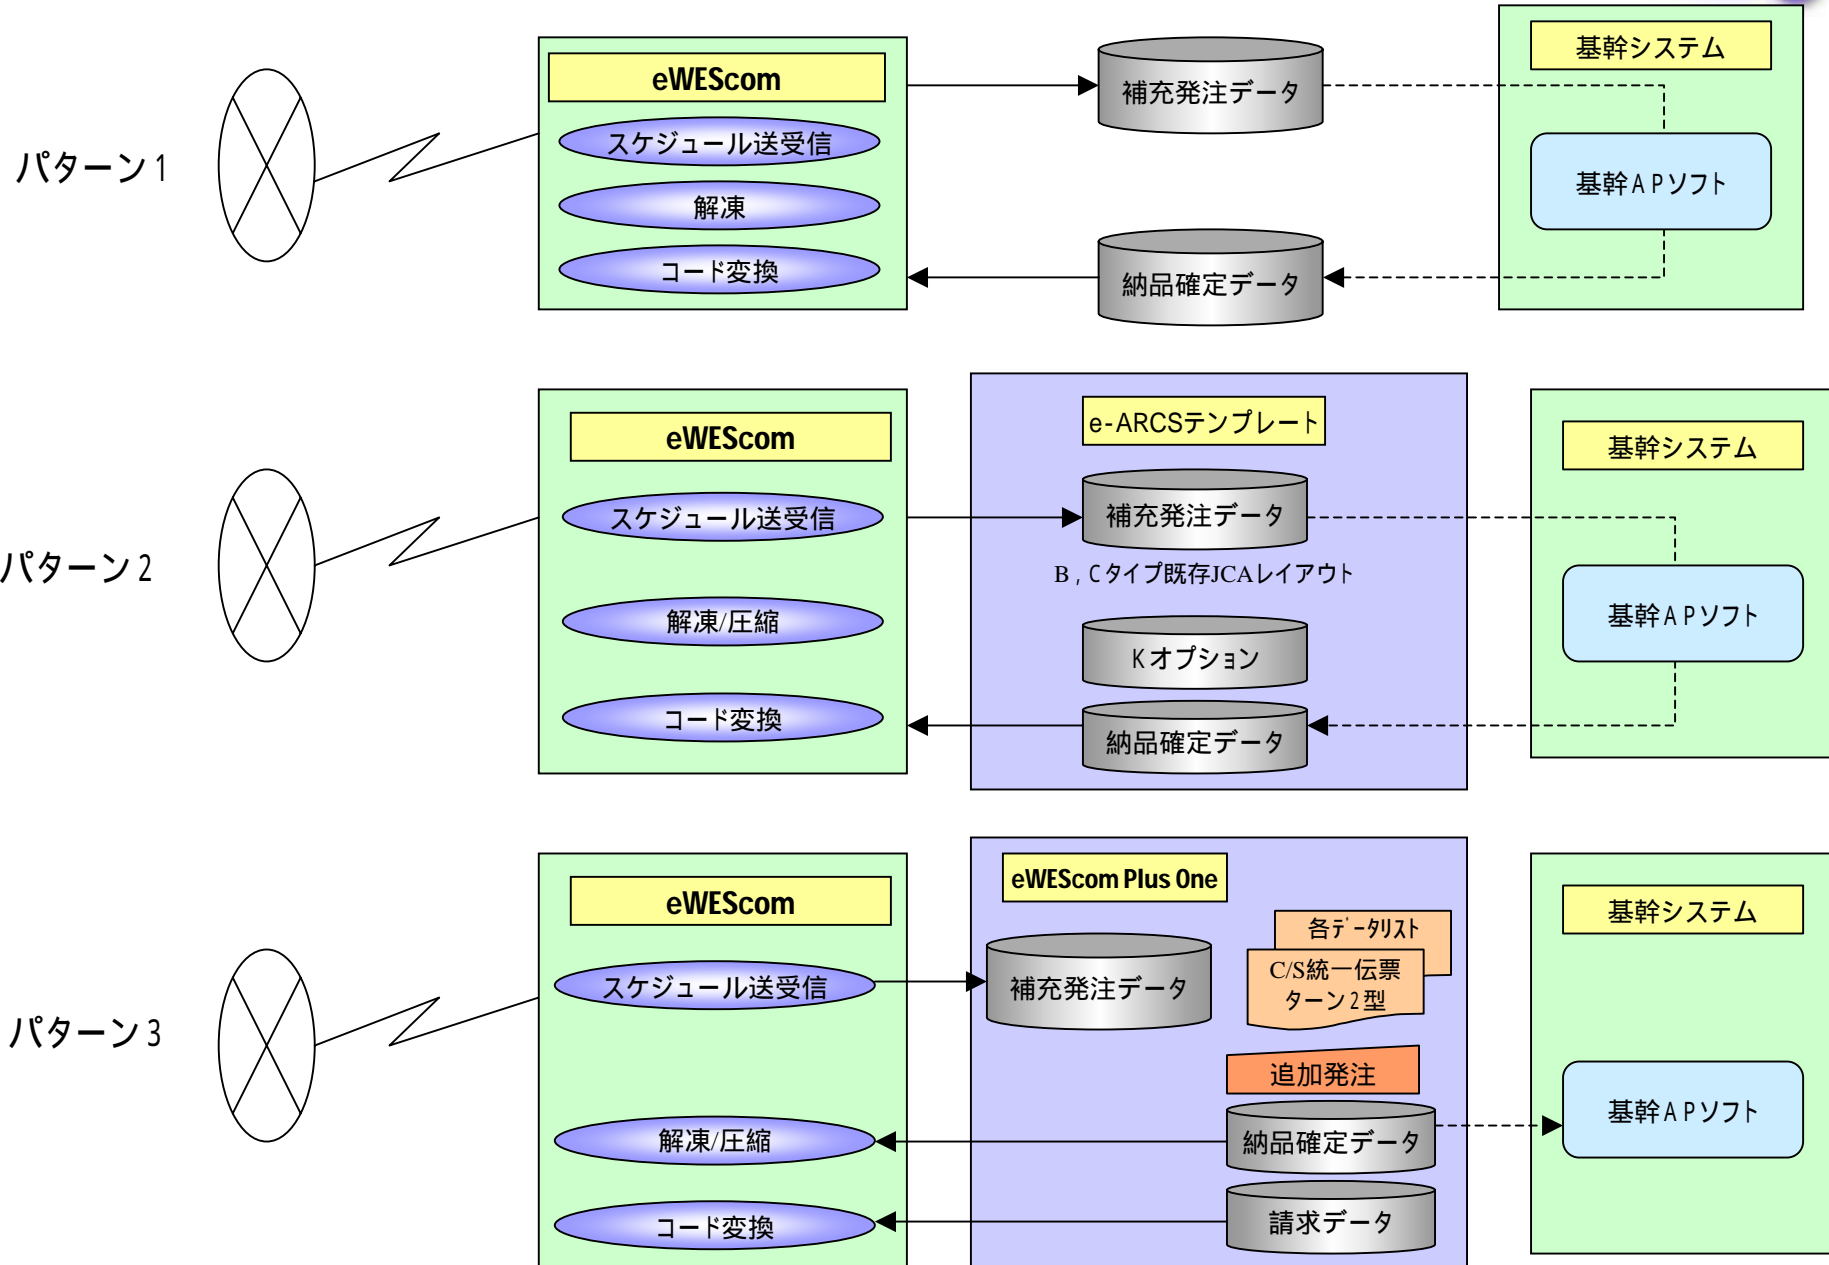 パターン１
eWEScom
スケジュール送受信
解凍
コード変換
補充発注データ
納品確定データ
基幹システム
基幹ＡＰソフト
パターン２
eWEScom
スケジュール送受信
解凍/圧縮
コード変換
e-ARCSテンプレート
補充発注データ
B，Cタイプ既存JCAレイアウト
Ｋオプション
納品確定データ
基幹システム
基幹ＡＰソフト
パターン３
eWEScom
スケジュール送受信
解凍/圧縮
コード変換
eWEScom Plus One
補充発注データ
各ﾃﾞｰﾀﾘｽﾄ
C/S統一伝票
ターン２型
追加発注
納品確定データ
請求データ
基幹システム
基幹ＡＰソフト